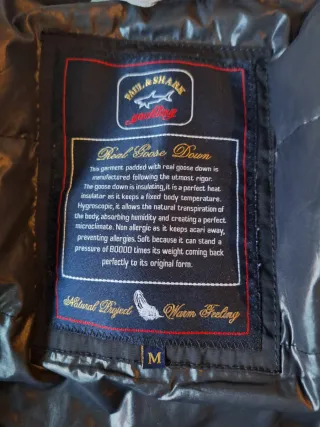 PAUL & SHARK
yachting
Real Goose Down
This garment padded with real goose down is
manufactured following the utmost rigor.
The goose down is insulating, it is a perfect heat
insulator as it keeps a fixed body temperature.
Hygroscopic, it allows the natural transpiration of
the body, absorbing humidity and creating a perfect
microclimate. Non allergic as it keeps acari away,
preventing allergies. Soft because it can stand a
pressure of 80000 times its weight coming back
perfectly to its original form.
Natural Project Warm Feeling
M